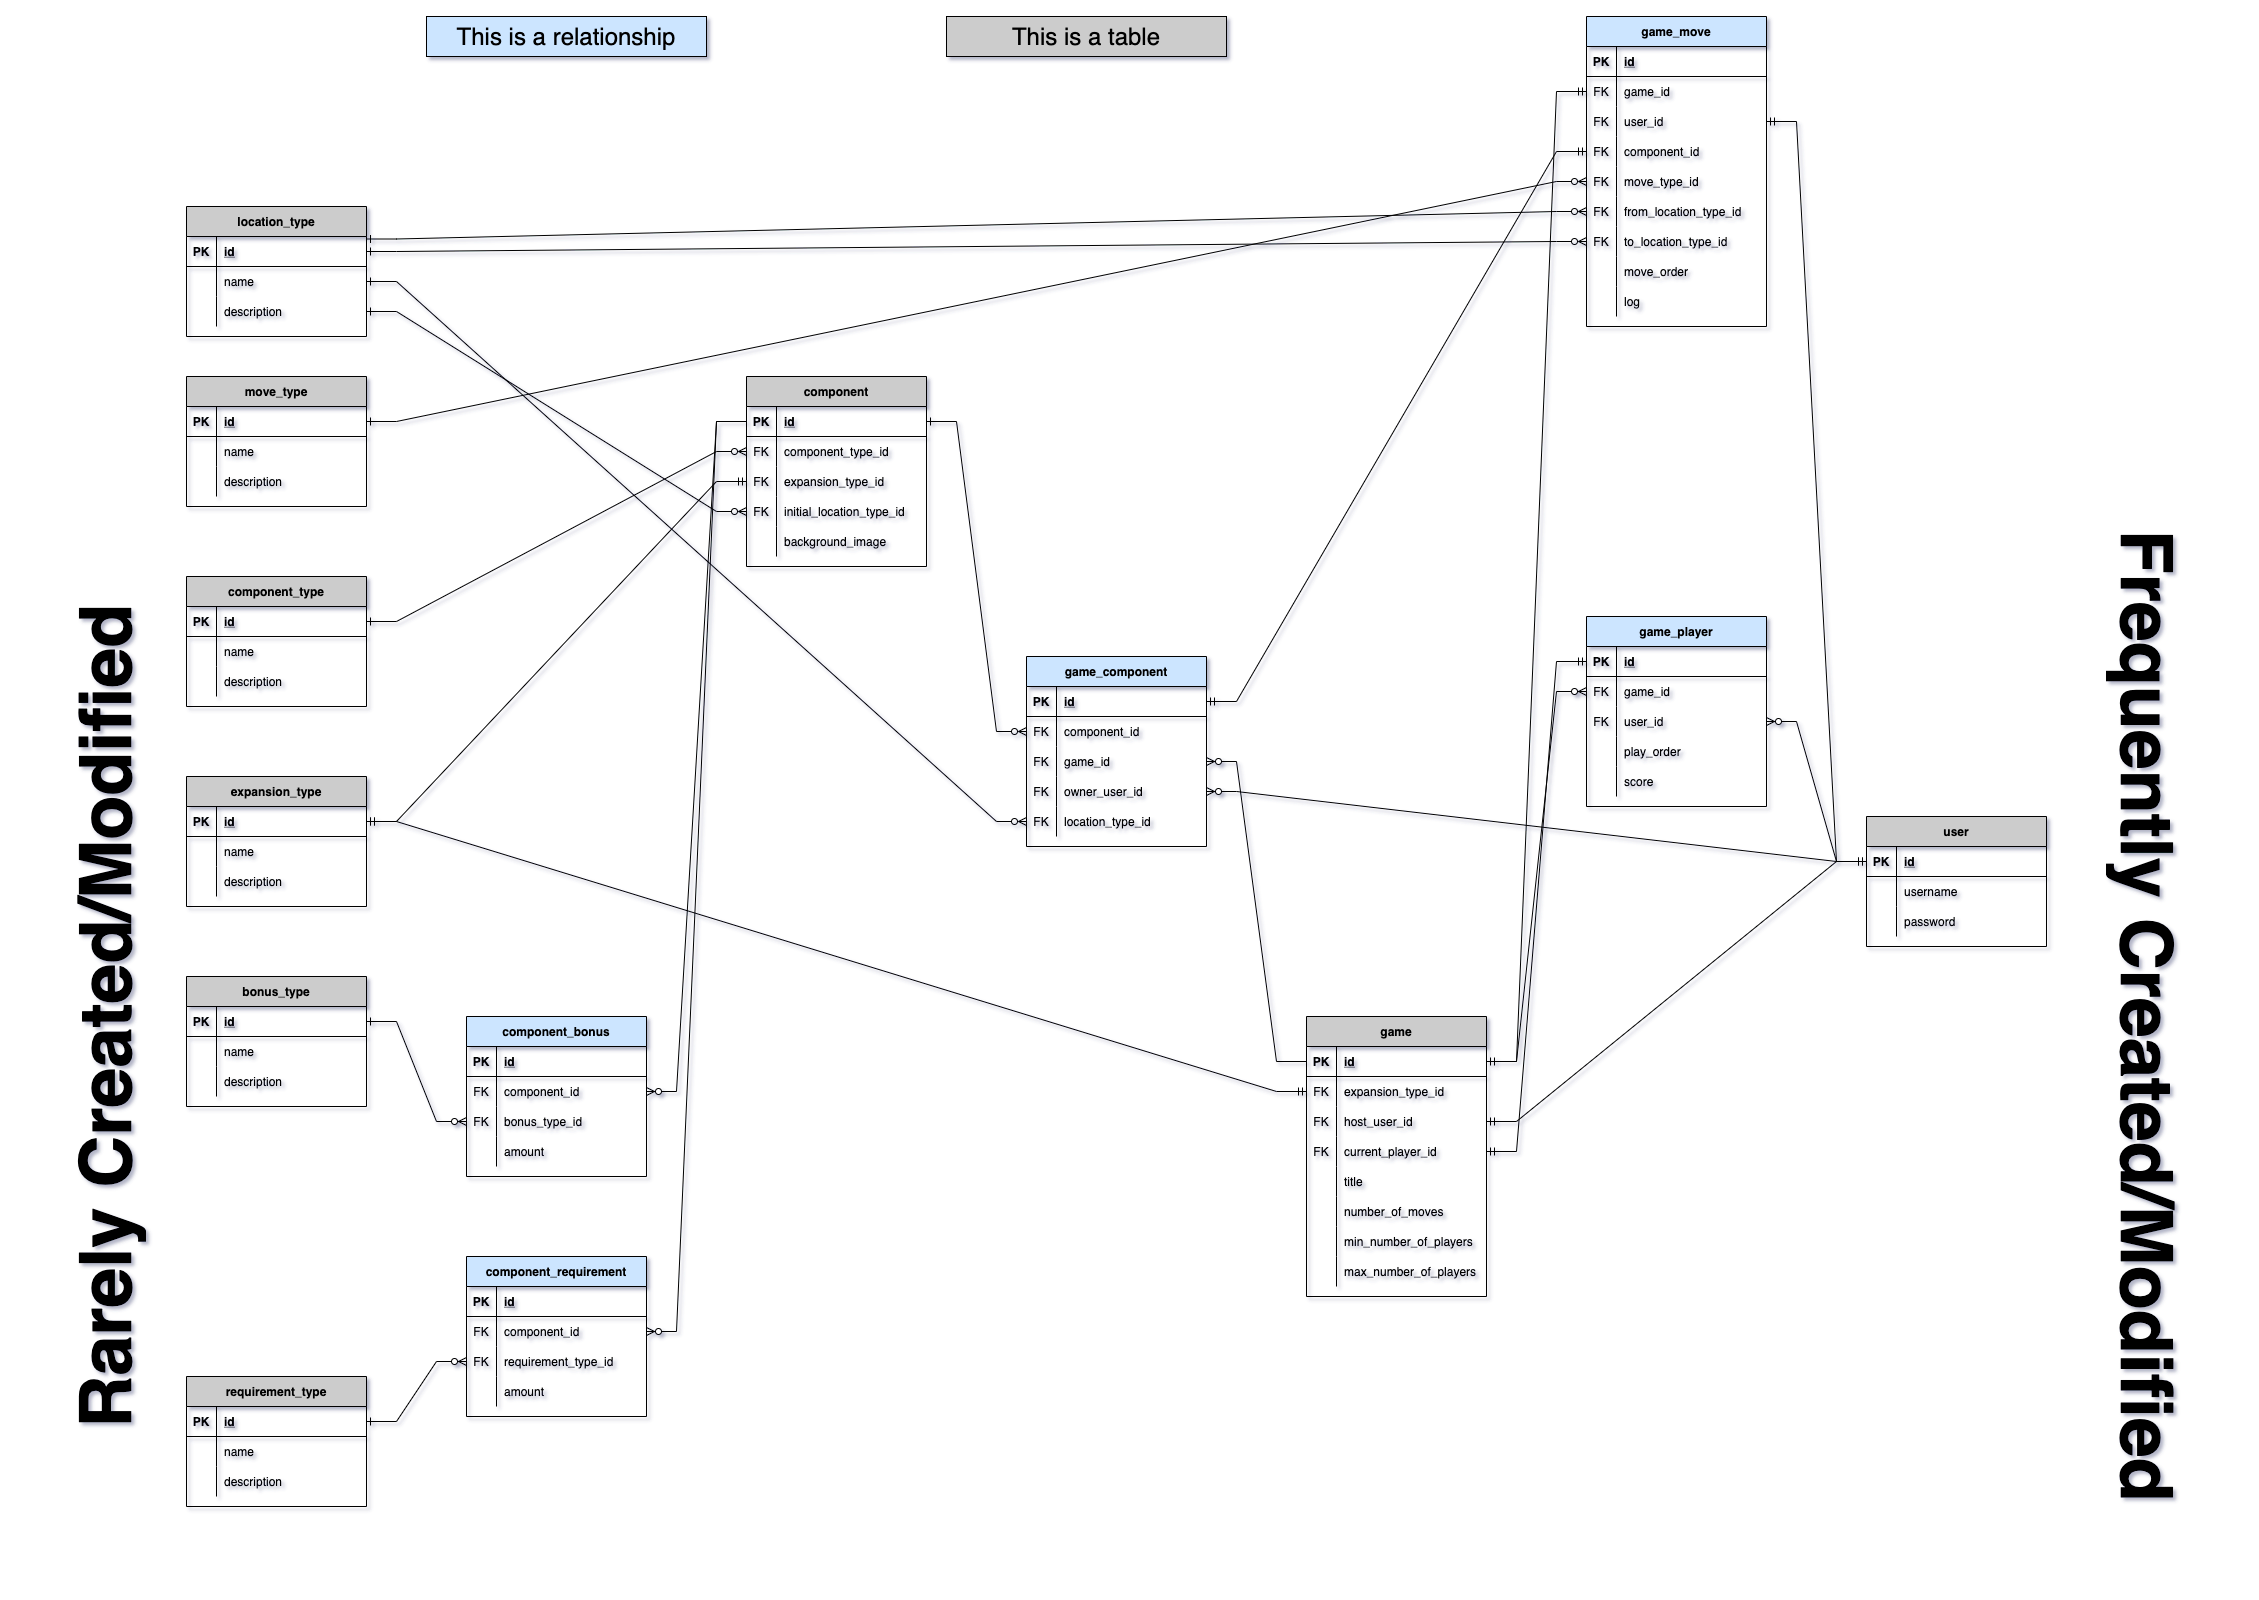 This is a relationship
This is a table
game_move
PK id
FK game_id
FK user_id
FK component_id
FK move_type_id
FK from_location_type_id
FK to_location_type_id
move_order
log
location_type
PK id
name
description
move_type
PK id
name
description
component
PK id
FK component_type_id
FK expansion_type_id
FK initial_location_type_id
background_image
component_type
PK id
name
description
game_component
PK id
FK component_id
FK game_id
FK owner_user_id
FK location_type_id
game_player
PK id
FK game_id
FK user_id
play_order
score
expansion_type
PK id
name
description
user
PK id
username
password
bonus_type
PK id
name
description
component_bonus
PK id
FK component_id
FK bonus_type_id
amount
game
PK id
FK expansion_type_id
FK host_user_id
FK current_player_id
title
number_of_moves
min_number_of_players
max_number_of_players
component_requirement
PK id
FK component_id
FK requirement_type_id
amount
requirement_type
PK id
name
description
Rarely Created/Modified
Frequently Created/Modified